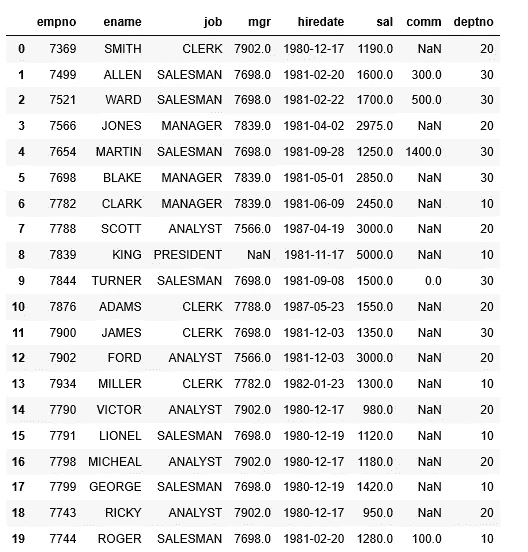 empno ename job mgr hiredate sal comm deptno
0 7369 SMITH CLERK 7902.0 1980-12-17 1190.0 NaN 20
1 7499 ALLEN SALESMAN 7698.0 1981-02-20 1600.0 300.0 30
2 7521 WARD SALESMAN 7698.0 1981-02-22 1700.0 500.0 30
3 7566 JONES MANAGER 7839.0 1981-04-02 2975.0 NaN 20
4 7654 MARTIN SALESMAN 7698.0 1981-09-28 1250.0 1400.0 30
5 7698 BLAKE MANAGER 7839.0 1981-05-01 2850.0 NaN 30
6 7782 CLARK MANAGER 7839.0 1981-06-09 2450.0 NaN 10
7 7788 SCOTT ANALYST 7566.0 1987-04-19 3000.0 NaN 20
8 7839 KING PRESIDENT NaN 1981-11-17 5000.0 NaN 10
9 7844 TURNER SALESMAN 7698.0 1981-09-08 1500.0 0.0 30
10 7876 ADAMS CLERK 7788.0 1987-05-23 1550.0 NaN 20
11 7900 JAMES CLERK 7698.0 1981-12-03 1350.0 NaN 30
12 7902 FORD ANALYST 7566.0 1981-12-03 3000.0 NaN 20
13 7934 MILLER CLERK 7782.0 1982-01-23 1300.0 NaN 10
14 7790 VICTOR ANALYST 7902.0 1980-12-17 980.0 NaN 20
15 7791 LIONEL SALESMAN 7698.0 1980-12-19 1120.0 NaN 10
16 7798 MICHEAL ANALYST 7902.0 1980-12-17 1180.0 NaN 20
17 7799 GEORGE SALESMAN 7698.0 1980-12-19 1420.0 NaN 10
18 7743 RICKY ANALYST 7902.0 1980-12-17 950.0 NaN 20
19 7744 ROGER SALESMAN 7698.0 1981-02-20 1280.0 100.0 10